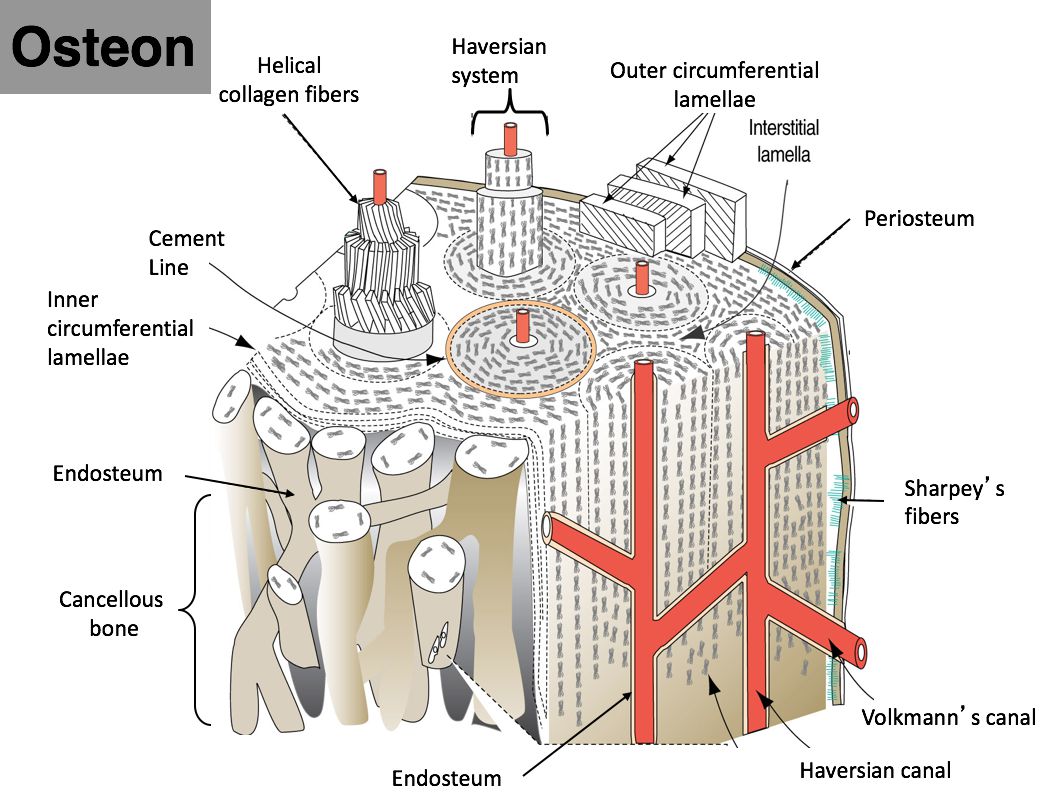 Osteon
Haversian
system
Helical
collagen fibers
Outer circumferential
lamellae
Interstitial
lamella
Periosteum
Cement
Line
Inner
circumferential
lamellae
Endosteum
Sharpey’s
fibers
Cancellous
bone
Volkmann’s canal
Haversian canal
Endosteum